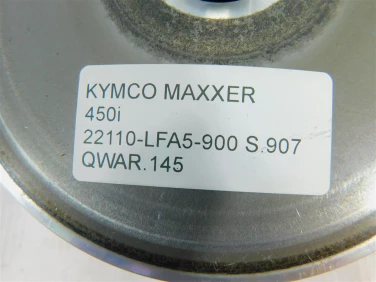 KYMCO MAXXER
450i
22110-LFA5-900 S.907
QWAR.145